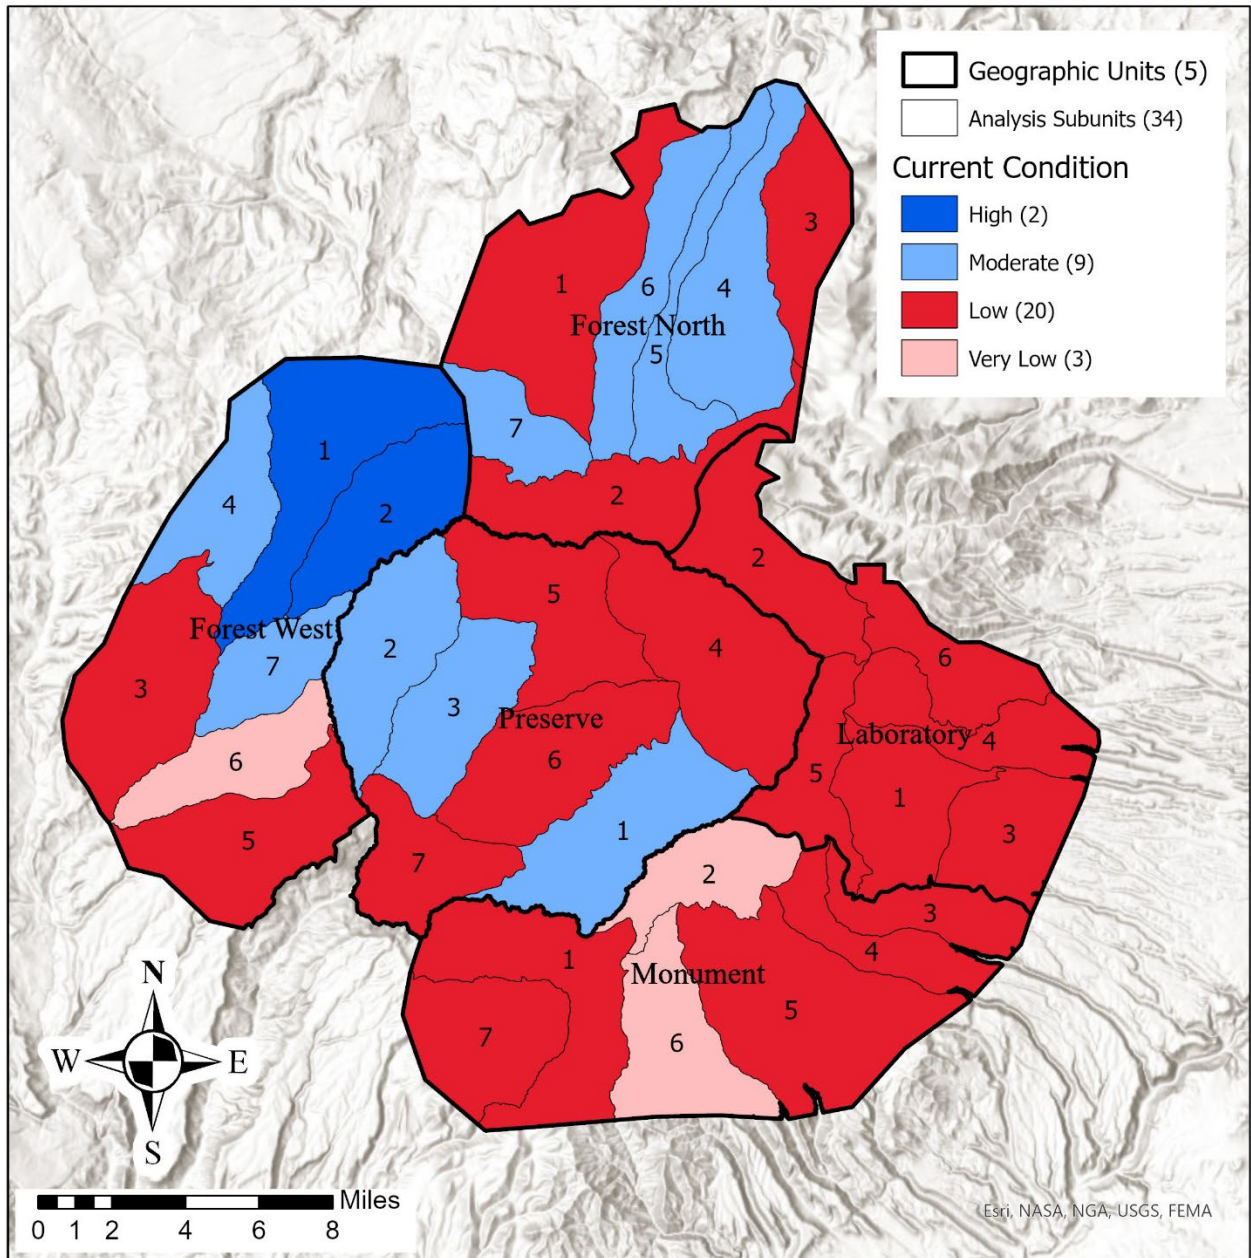 Geographic Units (5)
Analysis Subunits (34)
Current Condition
High (2)
Moderate (9)
Low (20)
Very Low (3)
3
1
6
4
Forest North
5
7
2
1
4
2
Forest West
7
3
6
5
5
2
4
3
Preserve
6
1
7
2
6
Laboratory
4
5
1
3
2
3
4
1
Monument
5
7
6
N
W
E
S
Miles
0 1 2 4 6 8
Esri, NASA, NGA, USGS, FEMA